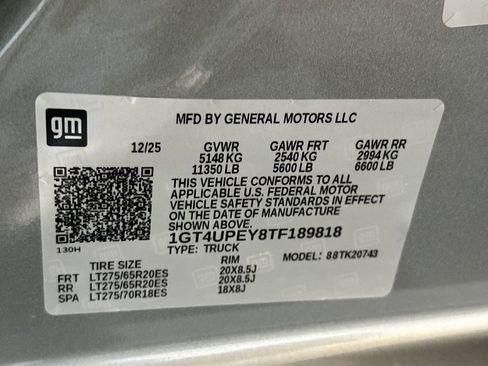 gm
MFD BY GENERAL MOTORS LLC
12/25 GVWR GAWR FRT GAWR RR
5148 KG 2540 KG 2994 KG
11350 LB 5600 LB 6600 LB
THIS VEHICLE CONFORMS TO ALL
APPLICABLE U.S. FEDERAL MOTOR
VEHICLE SAFETY STANDARDS IN EFFECT
ON THE DATE OF MANUFACTURE
SHOWN ABOVE.
1GT4UPEY8TF189818
130H
TYPE: TRUCK MODEL: 88TK20743
TIRE SIZE RIM
FRT LT275/65R20ES 20X8.5J
RR LT275/65R20ES 20X8.5J
SPA LT275/70R18ES 18X8J